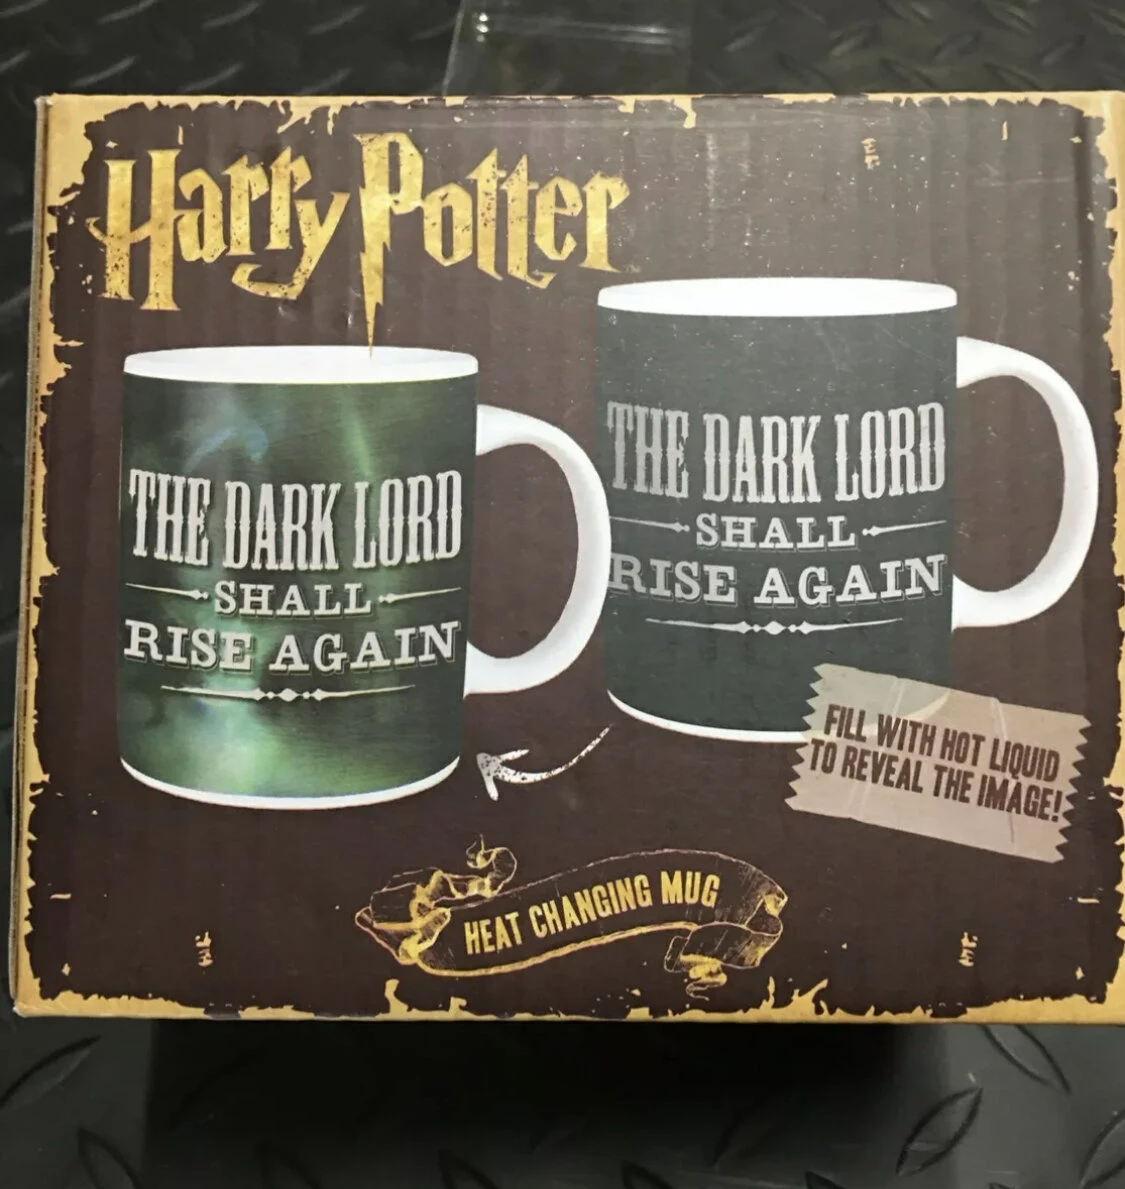 Harry Potter
THE DARK LORD
SHALL
RISE AGAIN
THE DARK LORD
SHALL
RISE AGAIN
FILL WITH HOT LIQUID
TO REVEAL THE IMAGE!
HEAT CHANGING MUG